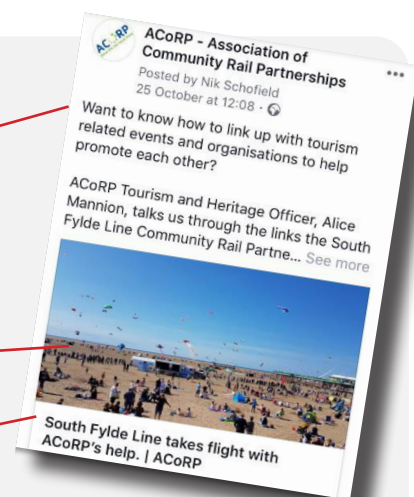 ACoRP
ACoRP - Association of
Community Rail Partnerships
Posted by Nik Schofield
25 October at 12:08 ·
Want to know how to link up with tourism
related events and organisations to help
promote each other?
ACoRP Tourism and Heritage Officer, Alice
Mannion, talks us through the links the South
Fylde Line Community Rail Partne... See more
South Fylde Line takes flight with
ACoRP's help. | ACoRP